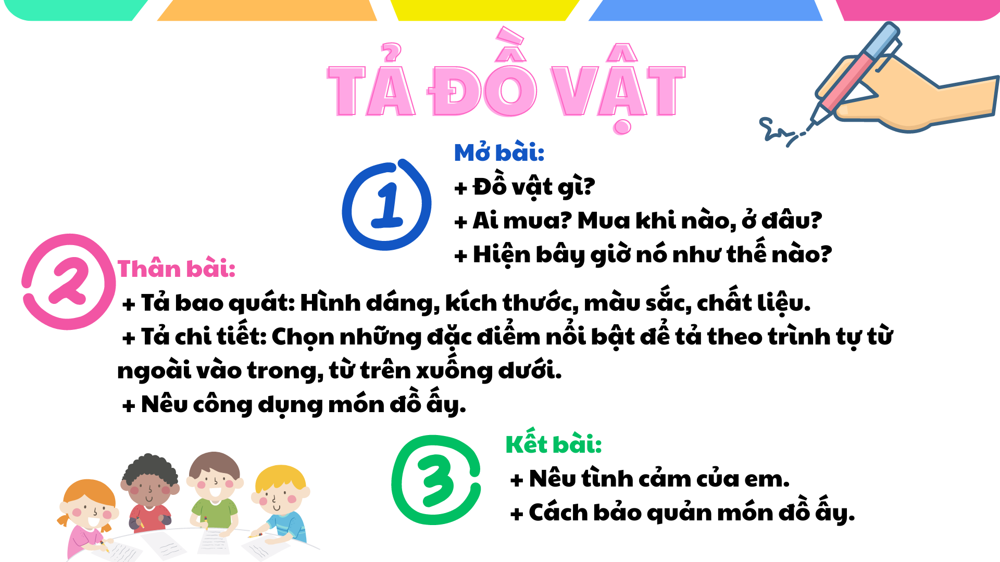 TẢ ĐỒ VẬT
1
Mở bài:
+ Đồ vật gì?
+ Ai mua? Mua khi nào, ở đâu?
+ Hiện bây giờ nó như thế nào?
2
Thân bài:
+ Tả bao quát: Hình dáng, kích thước, màu sắc, chất liệu.
+ Tả chi tiết: Chọn những đặc điểm nổi bật để tả theo trình tự từ
ngoài vào trong, từ trên xuống dưới.
+ Nêu công dụng món đồ ấy.
3
Kết bài:
+ Nêu tình cảm của em.
+ Cách bảo quản món đồ ấy.